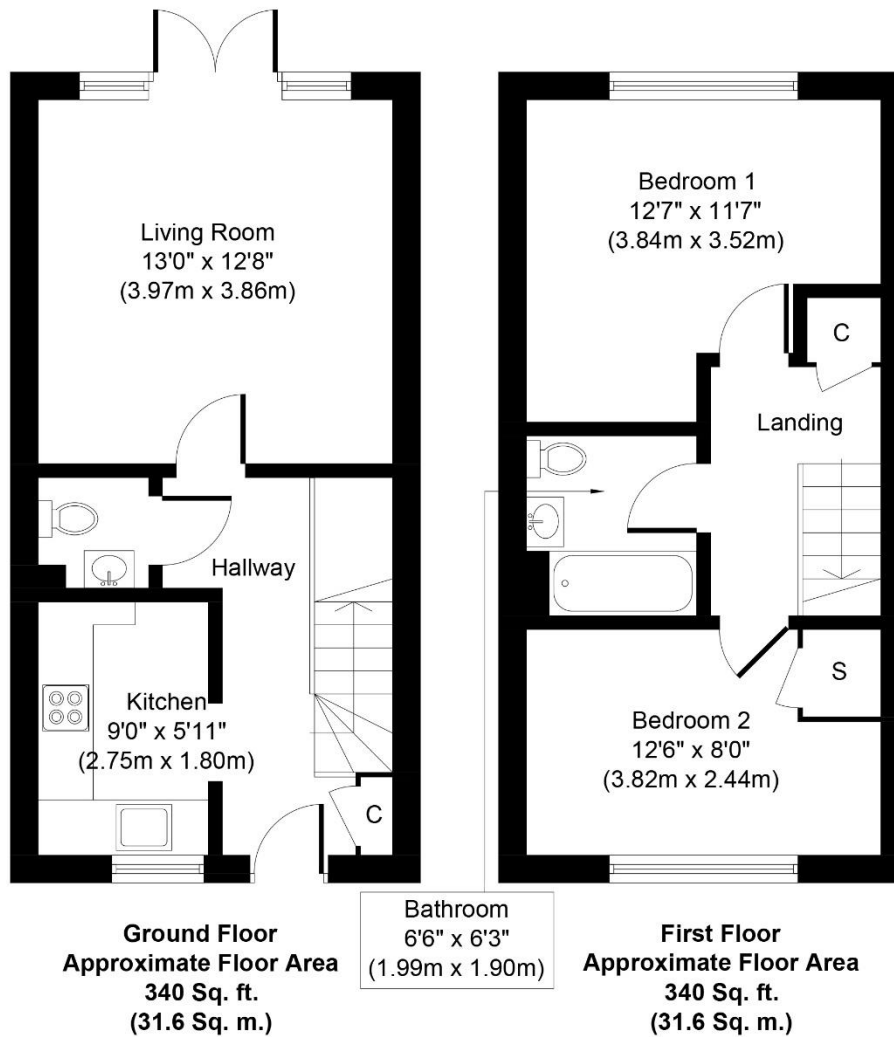 Living Room
13'0" x 12'8"
(3.97m x 3.86m)
Hallway
Kitchen
9'0" x 5'11"
(2.75m x 1.80m)
C
Ground Floor
Approximate Floor Area
340 Sq. ft.
(31.6 Sq. m.)
Bedroom 1
12'7" x 11'7"
(3.84m x 3.52m)
C
Landing
S
Bedroom 2
12'6" x 8'0"
(3.82m x 2.44m)
Bathroom
6'6" x 6'3"
(1.99m x 1.90m)
First Floor
Approximate Floor Area
340 Sq. ft.
(31.6 Sq. m.)